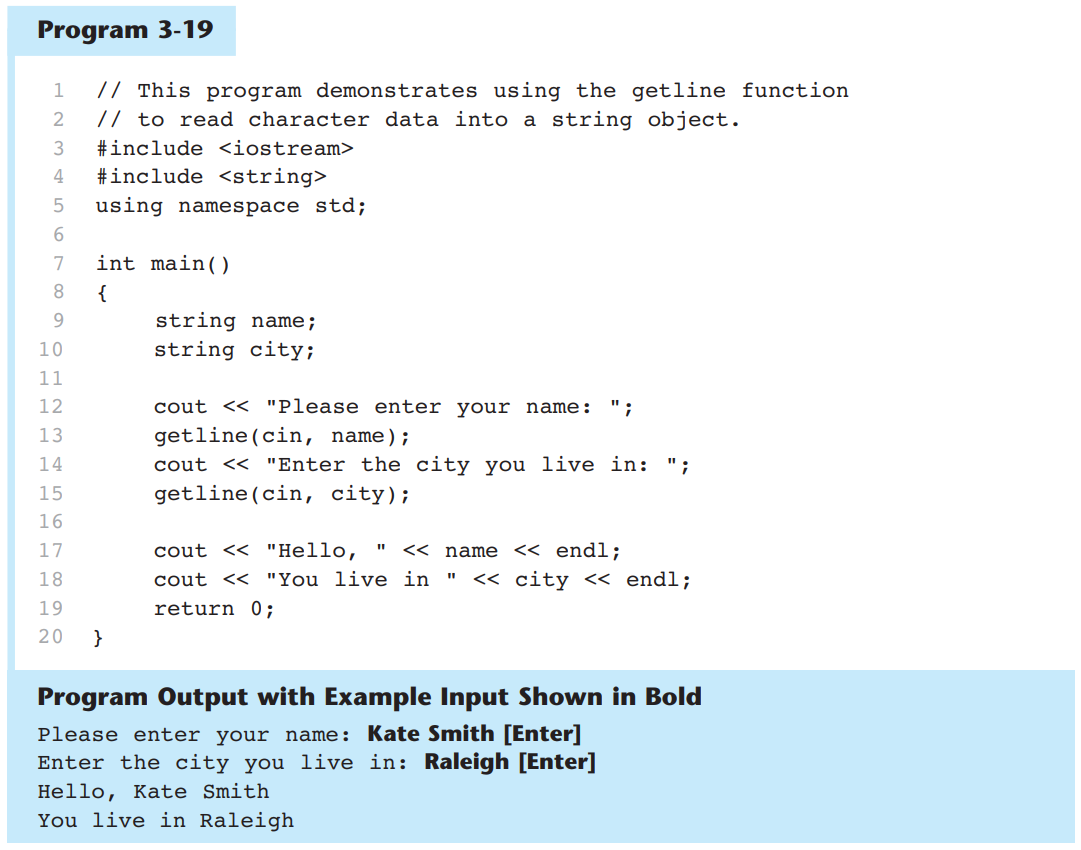 Program 3-19
1 // This program demonstrates using the getline function
2 // to read character data into a string object.
3 #include <iostream>
4 #include <string>
5 using namespace std;
6
7 int main()
8 {
9 string name;
10 string city;
11
12 cout << "Please enter your name: ";
13 getline(cin, name);
14 cout << "Enter the city you live in: ";
15 getline(cin, city);
16
17 cout << "Hello, " << name << endl;
18 cout << "You live in " << city << endl;
19 return 0;
20 }
Program Output with Example Input Shown in Bold
Please enter your name: Kate Smith [Enter]
Enter the city you live in: Raleigh [Enter]
Hello, Kate Smith
You live in Raleigh